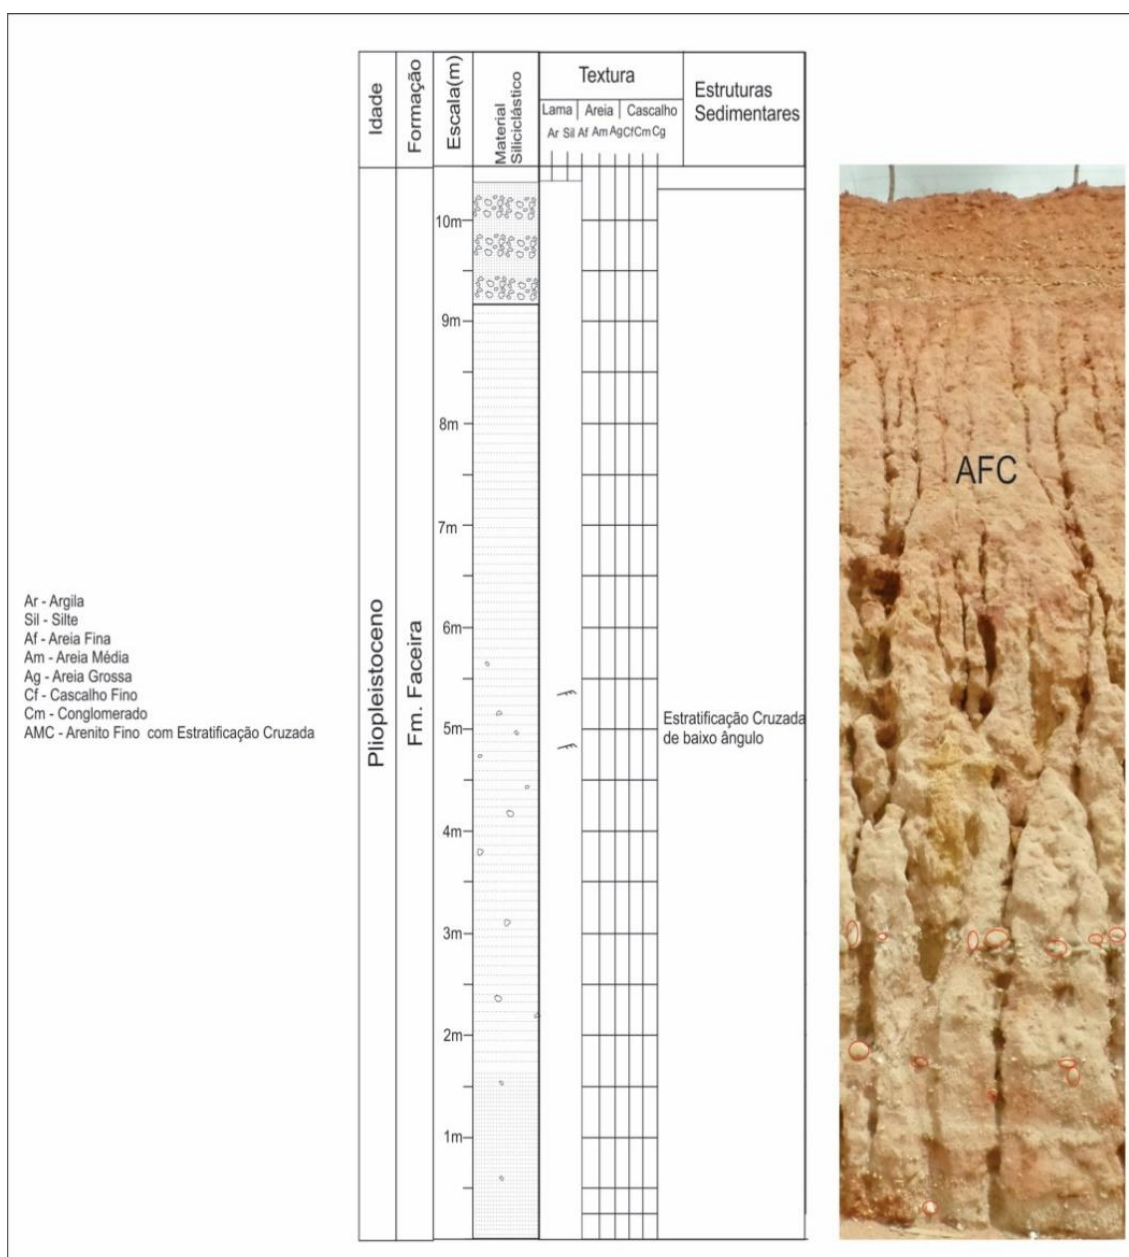 Idade
Formação
Escala(m)
Material
Siliciclástico
Textura
Lama Areia Cascalho
Ar Sil Af Am Ag Cf Cm Cg
Estruturas
Sedimentares
10m
9m
8m
7m
6m
5m
4m
3m
2m
1m
Pliopleistoceno
Fm. Faceira
Estratificação Cruzada
de baixo ângulo
AFC
Ar - Argila
Sil - Silte
Af - Areia Fina
Am - Areia Média
Ag - Areia Grossa
Cf - Cascalho Fino
Cm - Conglomerado
AMC - Arenito Fino com Estratificação Cruzada